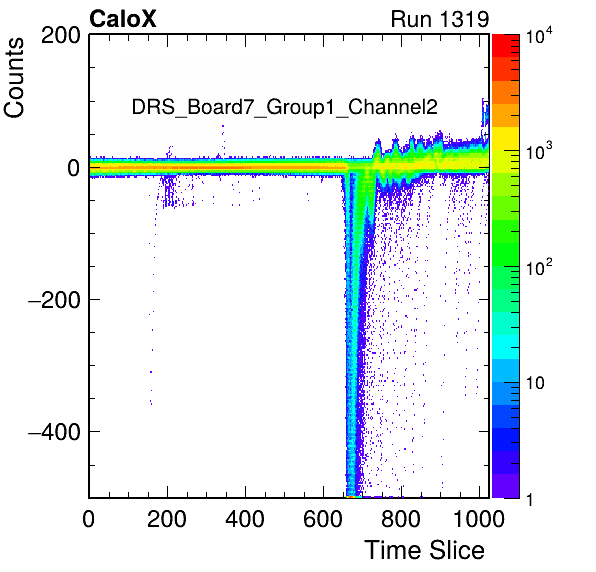 CaloX Run 1319
Counts
DRS_Board7_Group1_Channel2
200
0
−200
−400
0 200 400 600 800 1000
Time Slice
10⁴
10³
10²
10
1